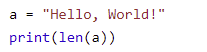 a = "Hello, World!"
print(len(a))